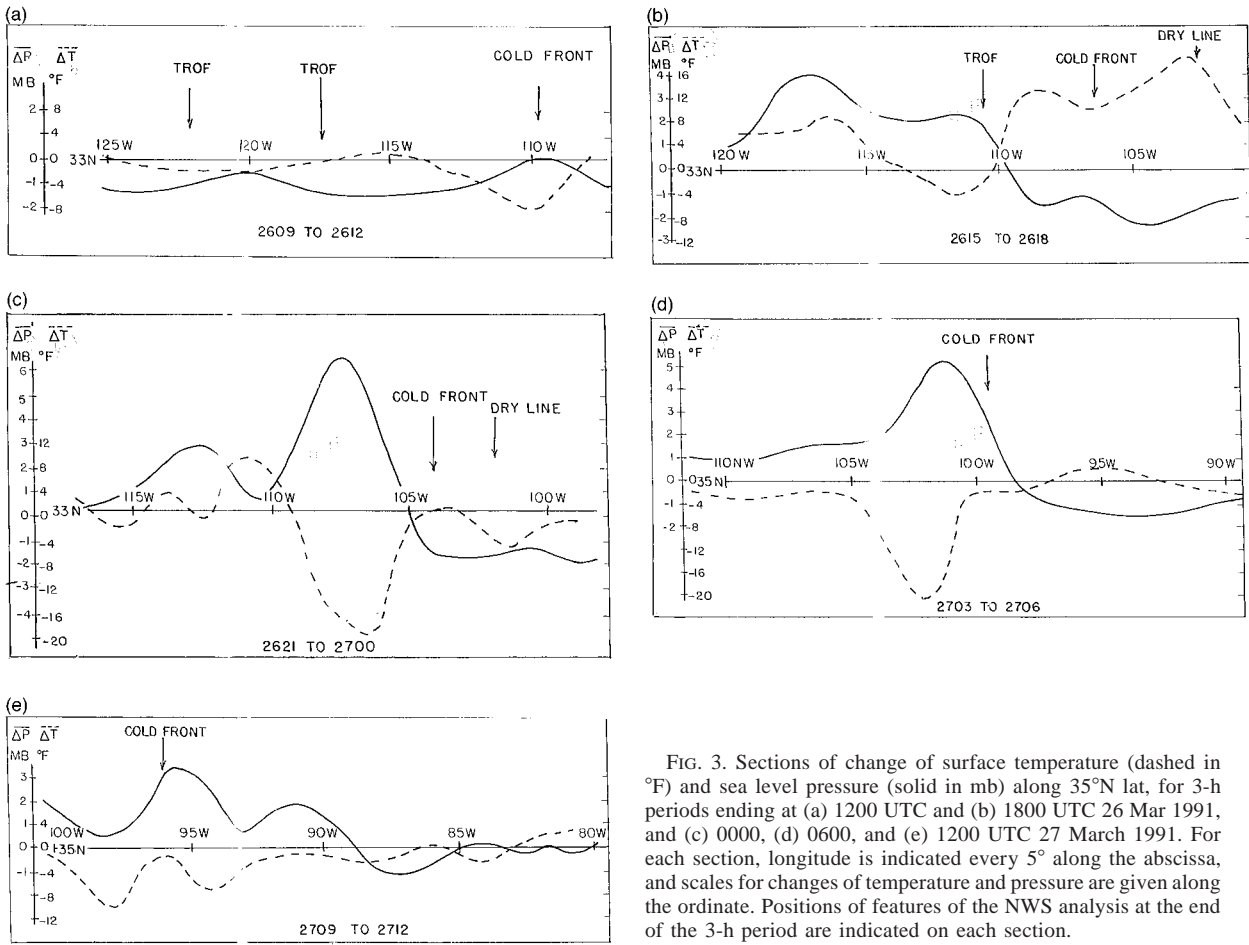 (a)
ΔP ΔT
MB °F
TROF
TROF
COLD FRONT
2 8
4
125W 120W 115W 110W
0 0 33N
-1 -4
-2 -8
2609 TO 2612
(b)
ΔP ΔT
MB °F
TROF
COLD FRONT
DRY LINE
4 16
3 12
2 8
1 4
120W 115W 110W 105W
0 0 33N
-1 -4
-2 -8
-3 -12
2615 TO 2618
(c)
ΔP ΔT
MB °F
COLD FRONT
DRY LINE
6
5
4
3 12
2 8
1 4
115W 110W 105W 100W
0 0 33N
-1 -4
-2 -8
-3 -12
-4 -16
-20
2621 TO 2700
(d)
ΔP ΔT
MB °F
COLD FRONT
5
4
3
2
1
110W 105W 100W 95W 90W
0 35N
-1 -4
-2 -8
-12
-16
-20
2703 TO 2706
(e)
ΔP ΔT
MB °F
COLD FRONT
3
2
1
100W 95W 90W 85W 80W
0 35N
-1 -4
-8
-12
2709 TO 2712
FIG. 3. Sections of change of surface temperature (dashed in
°F) and sea level pressure (solid in mb) along 35°N lat, for 3-h
periods ending at (a) 1200 UTC and (b) 1800 UTC 26 Mar 1991,
and (c) 0000, (d) 0600, and (e) 1200 UTC 27 March 1991. For
each section, longitude is indicated every 5° along the abscissa,
and scales for changes of temperature and pressure are given along
the ordinate. Positions of features of the NWS analysis at the end
of the 3-h period are indicated on each section.